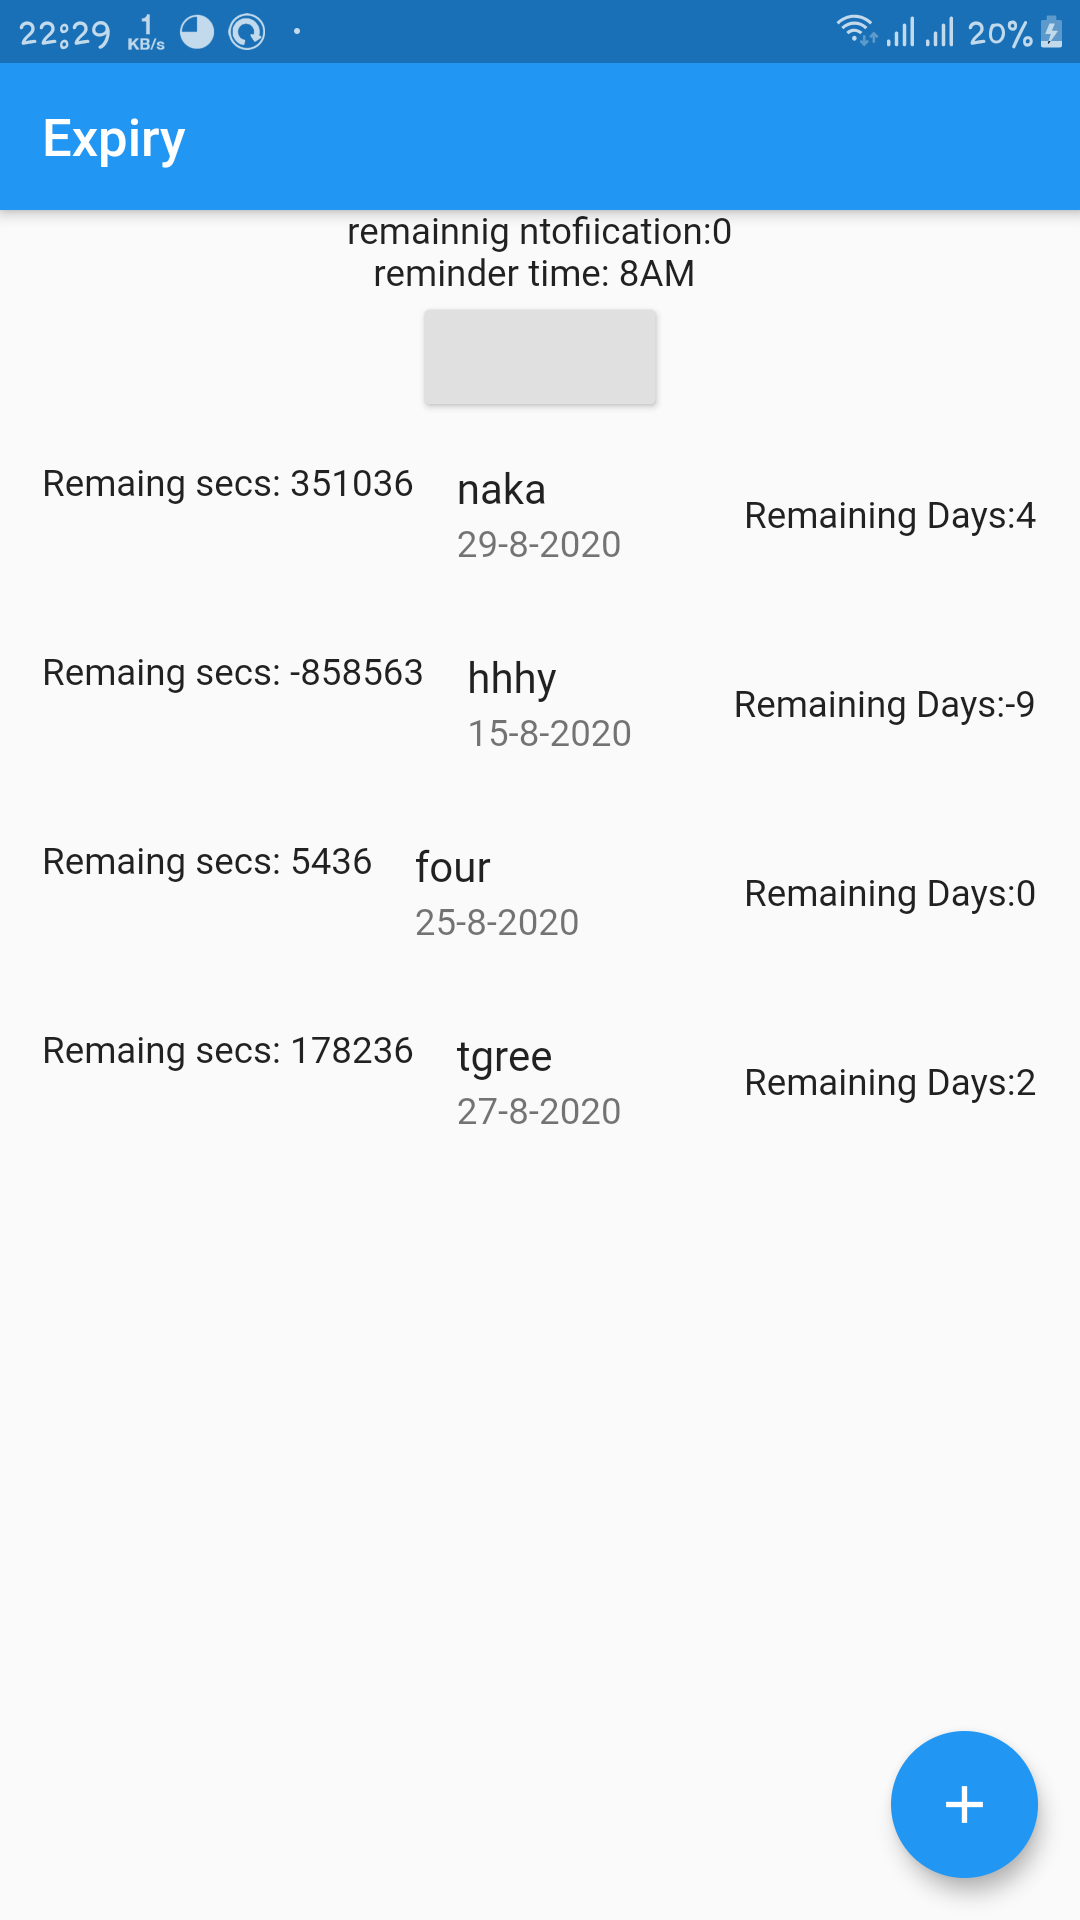 22:29 1 KB/s 20%
Expiry
remainnig ntofiication:0
reminder time: 8AM
Remaing secs: 351036 naka Remaining Days:4
29-8-2020
Remaing secs: -858563 hhhy Remaining Days:-9
15-8-2020
Remaing secs: 5436 four Remaining Days:0
25-8-2020
Remaing secs: 178236 tgree Remaining Days:2
27-8-2020
+